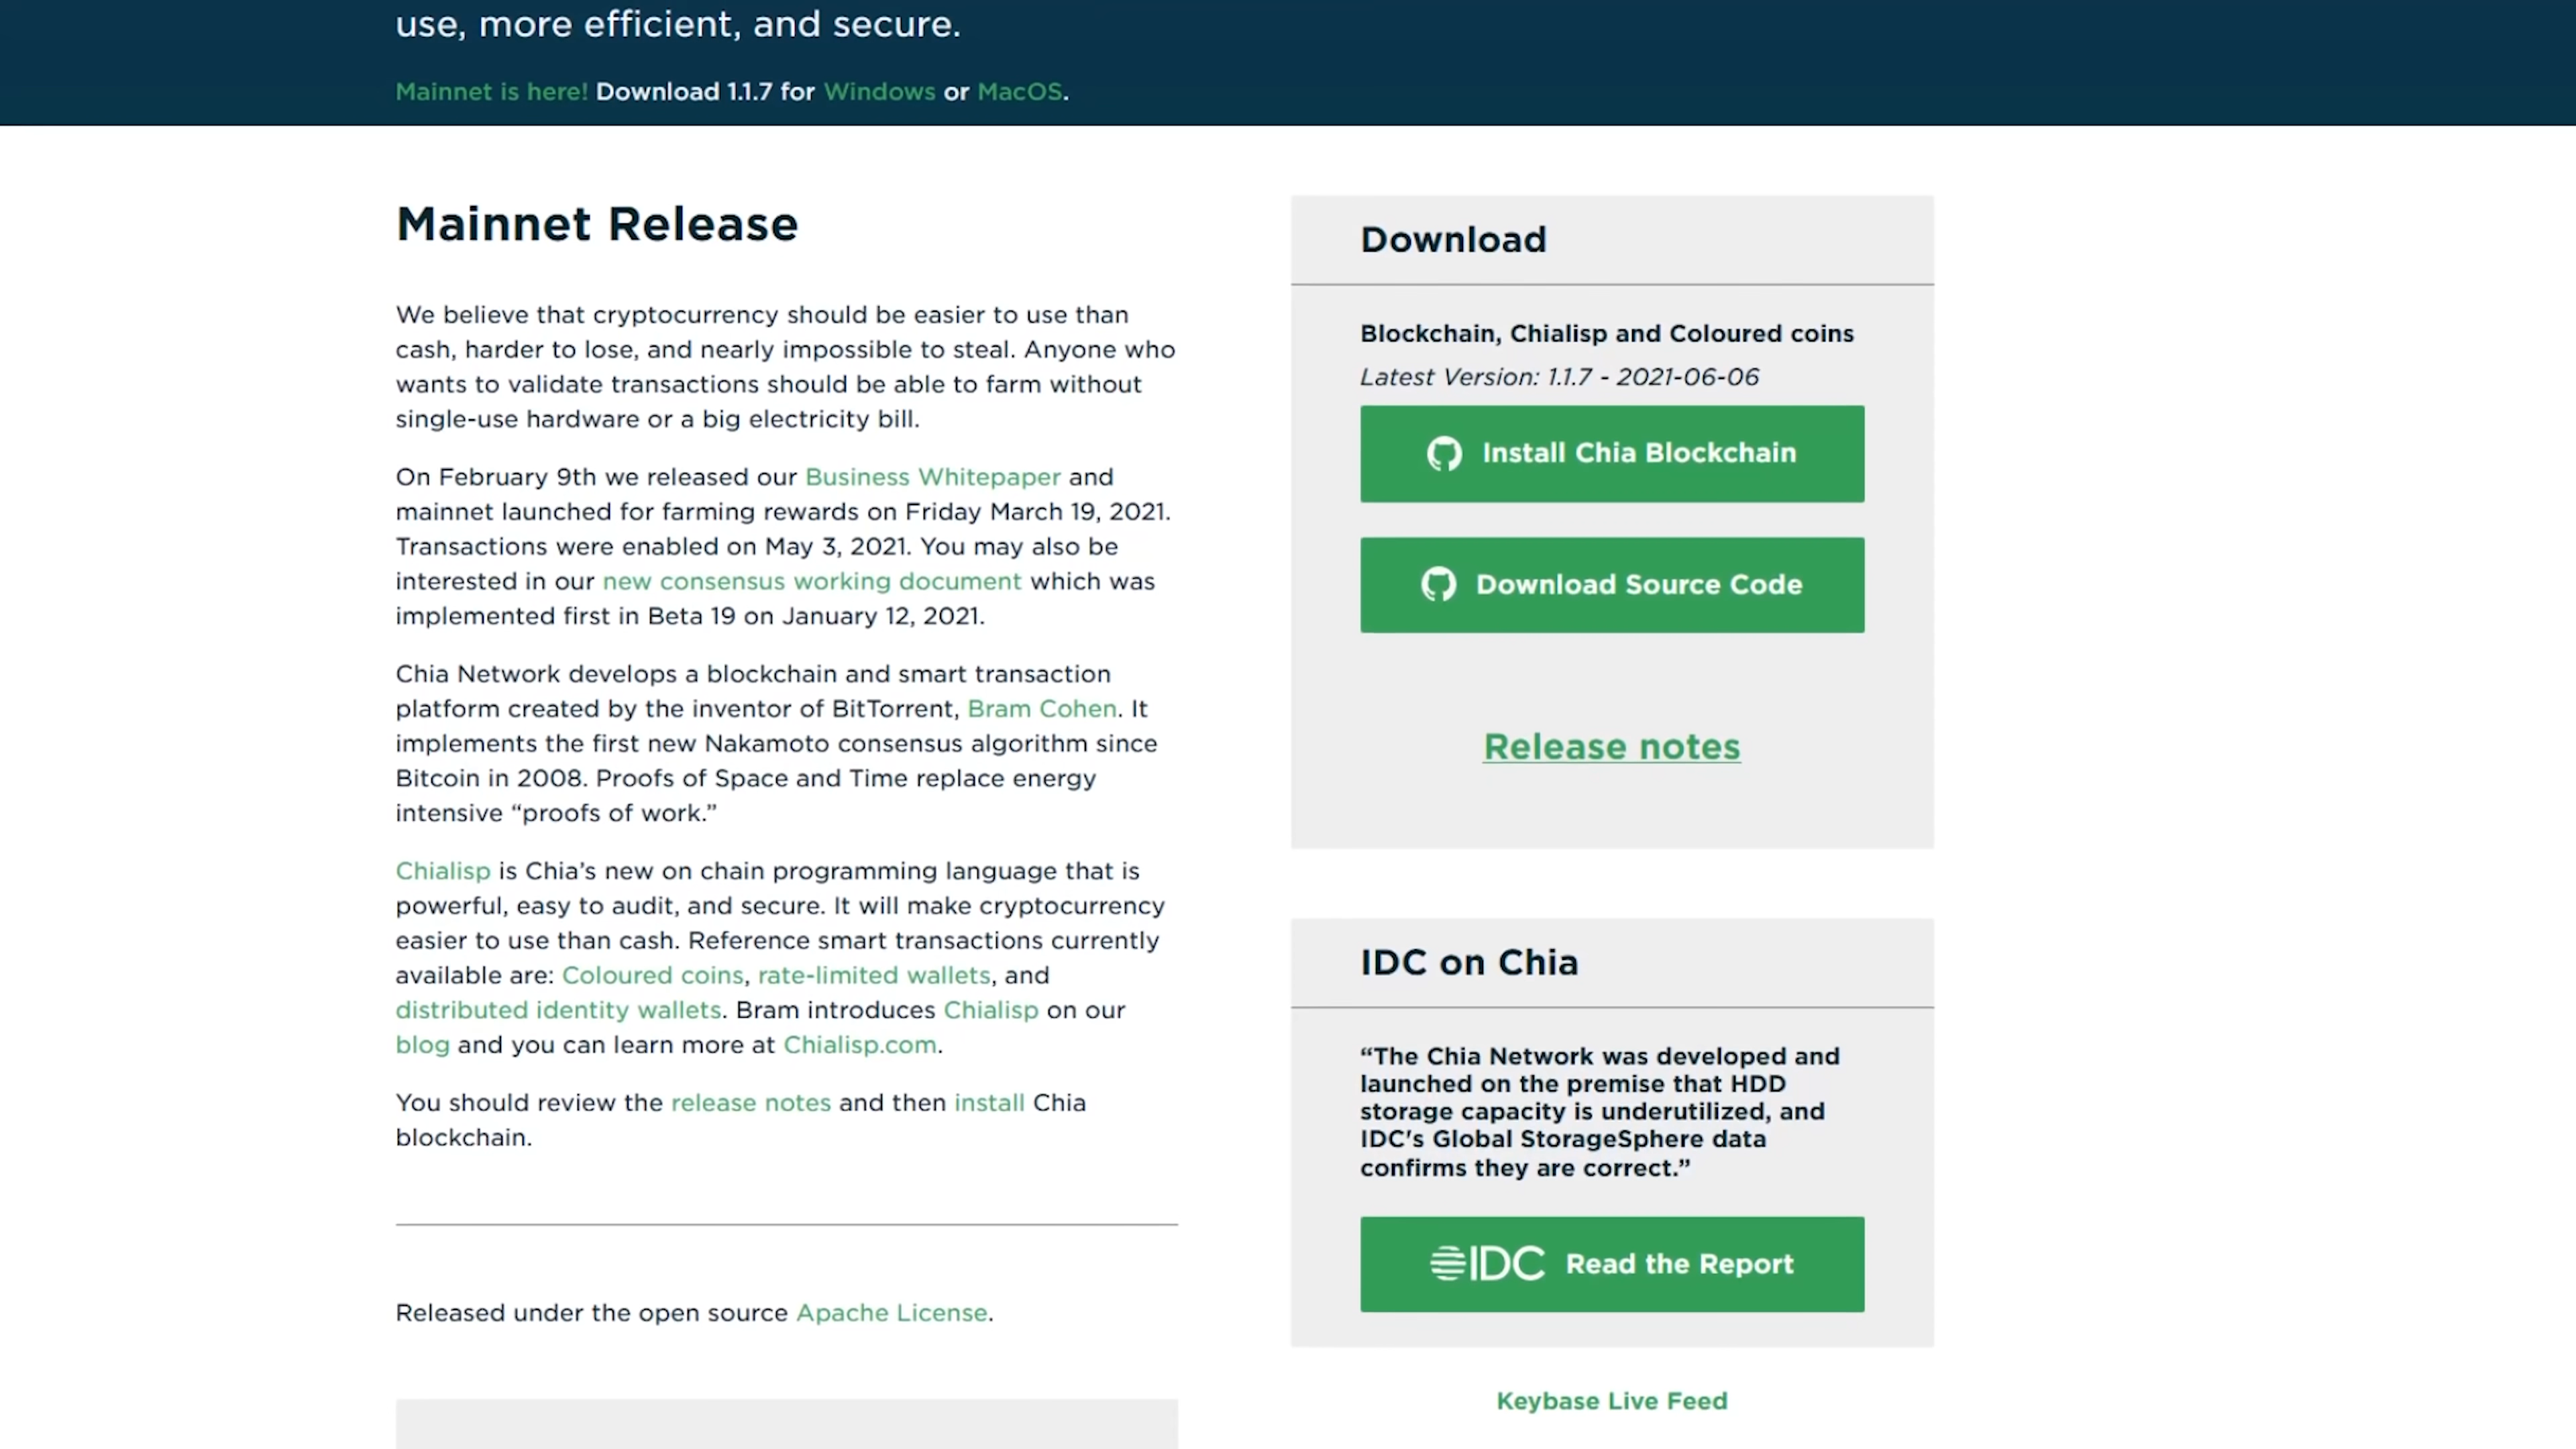 use, more efficient, and secure.
Mainnet is here! Download 1.1.7 for Windows or MacOS.
Mainnet Release
We believe that cryptocurrency should be easier to use than
cash, harder to lose, and nearly impossible to steal. Anyone who
wants to validate transactions should be able to farm without
single-use hardware or a big electricity bill.
On February 9th we released our Business Whitepaper and
mainnet launched for farming rewards on Friday March 19, 2021.
Transactions were enabled on May 3, 2021. You may also be
interested in our new consensus working document which was
implemented first in Beta 19 on January 12, 2021.
Chia Network develops a blockchain and smart transaction
platform created by the inventor of BitTorrent, Bram Cohen. It
implements the first new Nakamoto consensus algorithm since
Bitcoin in 2008. Proofs of Space and Time replace energy
intensive “proofs of work.”
Chialisp is Chia’s new on chain programming language that is
powerful, easy to audit, and secure. It will make cryptocurrency
easier to use than cash. Reference smart transactions currently
available are: Coloured coins, rate-limited wallets, and
distributed identity wallets. Bram introduces Chialisp on our
blog and you can learn more at Chialisp.com.
You should review the release notes and then install Chia
blockchain.
Released under the open source Apache License.
Download
Blockchain, Chialisp and Coloured coins
Latest Version: 1.1.7 - 2021-06-06
Install Chia Blockchain
Download Source Code
Release notes
IDC on Chia
“The Chia Network was developed and
launched on the premise that HDD
storage capacity is underutilized, and
IDC's Global StorageSphere data
confirms they are correct.”
IDC Read the Report
Keybase Live Feed